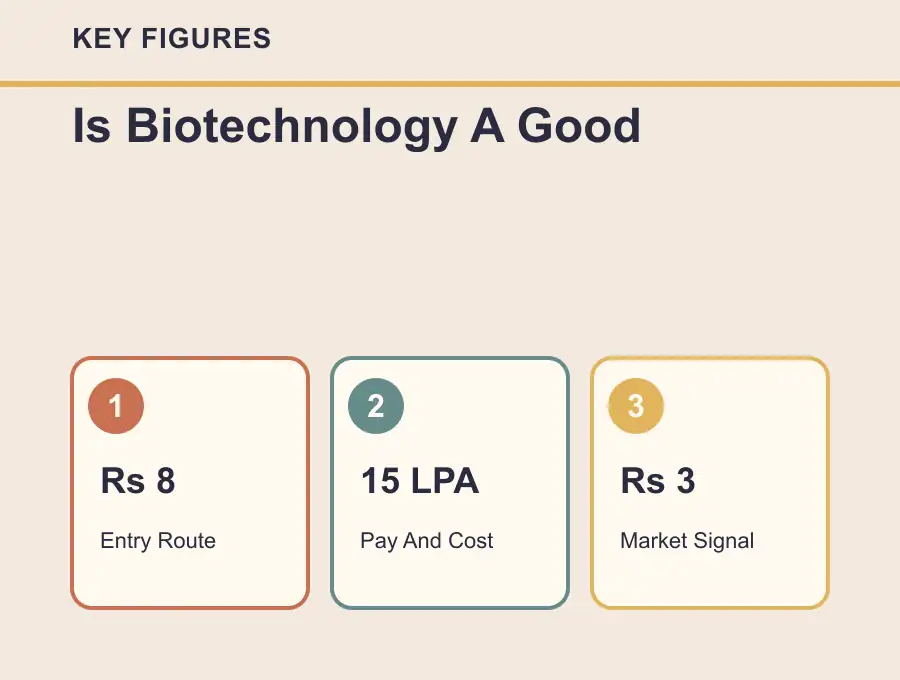 KEY FIGURES
Is Biotechnology A Good
1
Rs 8
Entry Route
2
15 LPA
Pay And Cost
3
Rs 3
Market Signal